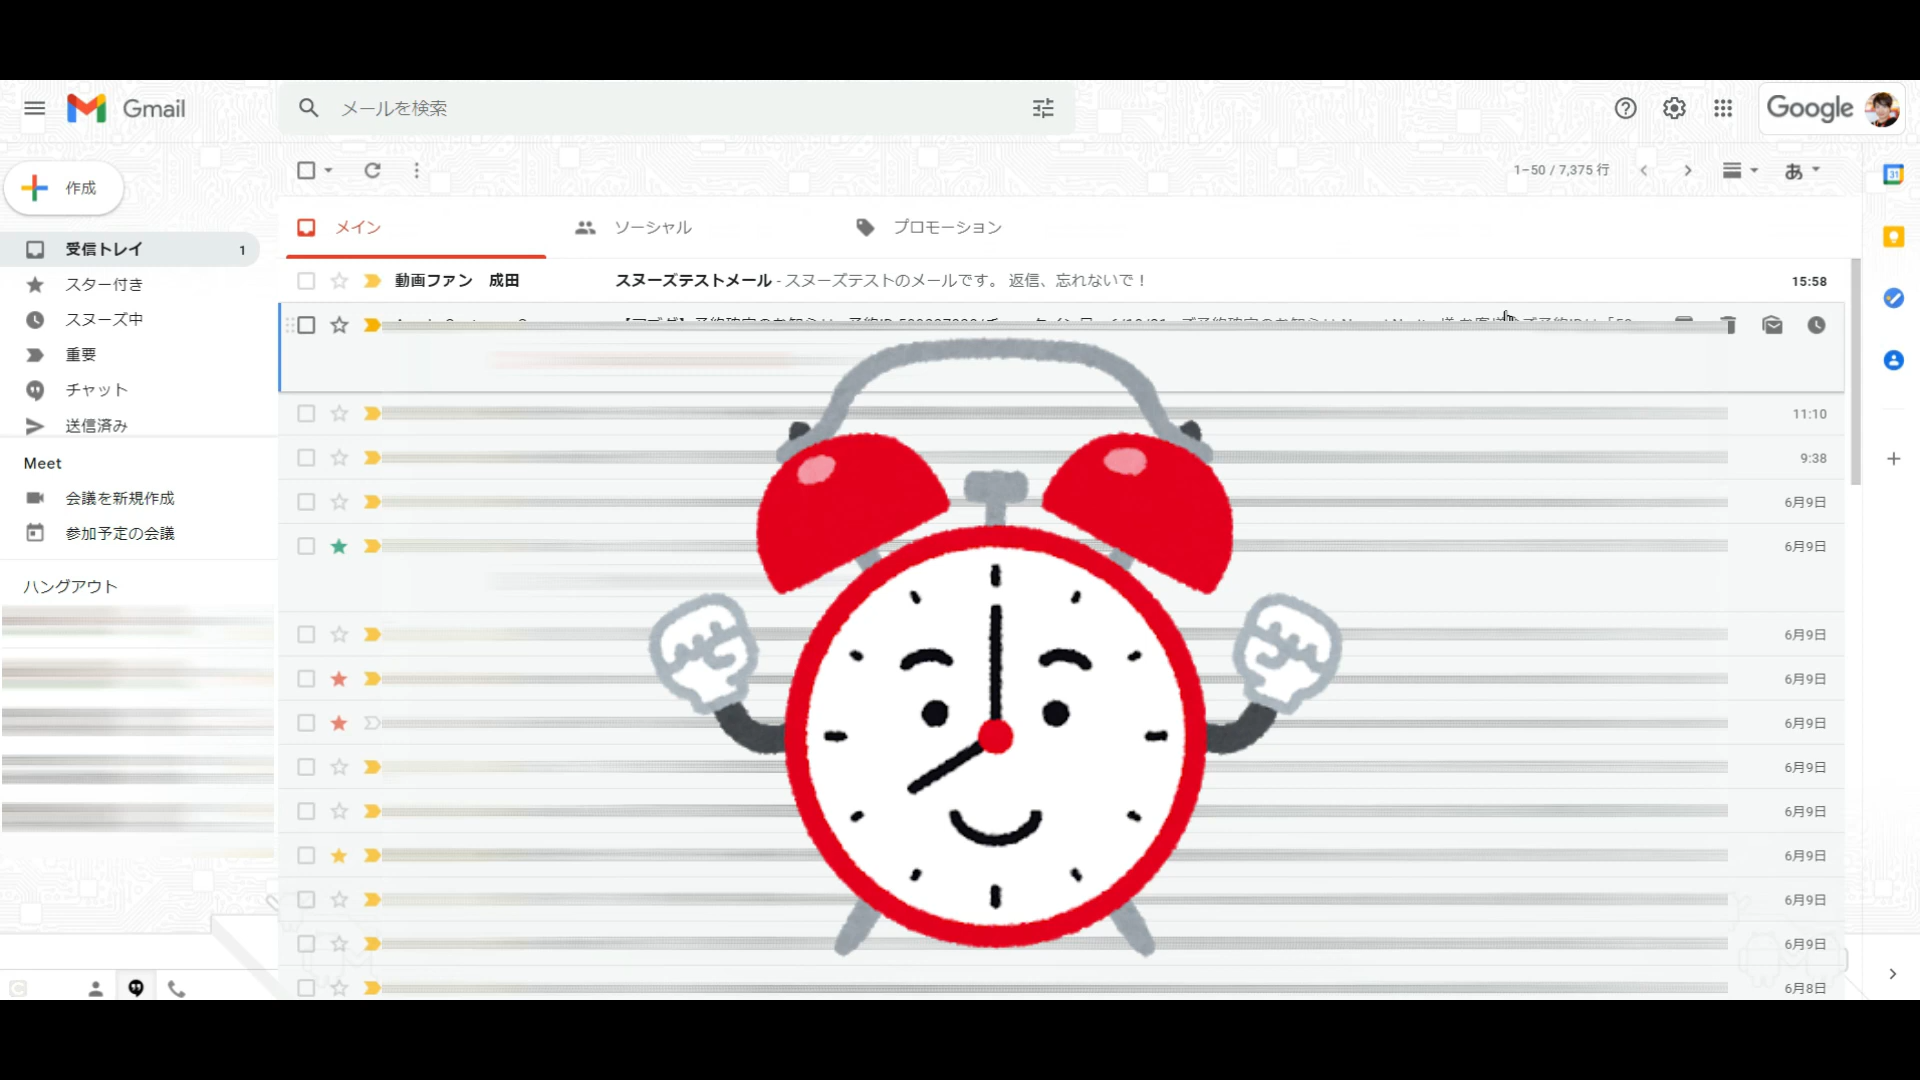 Gmail
メールを検索
Google
作成
1–50 / 7,375 行
あ
31
メイン
ソーシャル
プロモーション
受信トレイ 1
スター付き
スヌーズ中
重要
チャット
送信済み
Meet
会議を新規作成
参加予定の会議
ハングアウト
動画ファン 成田 スヌーズテストメール - スヌーズテストのメールです。 返信、忘れないで! 15:58
11:10
9:38
6月9日
6月9日
6月9日
6月9日
6月9日
6月9日
6月9日
6月9日
6月9日
6月9日
6月8日